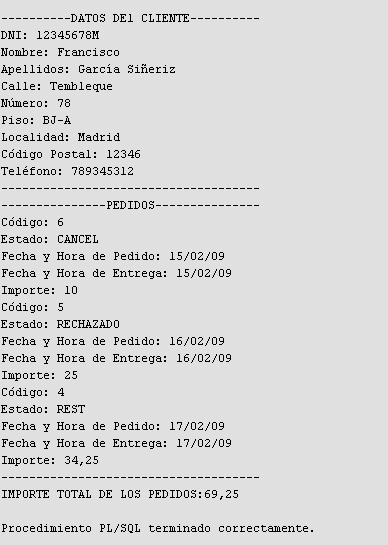 ----------DATOS DEl CLIENTE----------
DNI: 12345678M
Nombre: Francisco
Apellidos: García Siñeriz
Calle: Tembleque
Número: 78
Piso: BJ-A
Localidad: Madrid
Código Postal: 12346
Teléfono: 789345312
-------------------------------------
---------------PEDIDOS---------------
Código: 6
Estado: CANCEL
Fecha y Hora de Pedido: 15/02/09
Fecha y Hora de Entrega: 15/02/09
Importe: 10
Código: 5
Estado: RECHAZADO
Fecha y Hora de Pedido: 16/02/09
Fecha y Hora de Entrega: 16/02/09
Importe: 25
Código: 4
Estado: REST
Fecha y Hora de Pedido: 17/02/09
Fecha y Hora de Entrega: 17/02/09
Importe: 34,25
-------------------------------------
IMPORTE TOTAL DE LOS PEDIDOS:69,25
Procedimiento PL/SQL terminado correctamente.